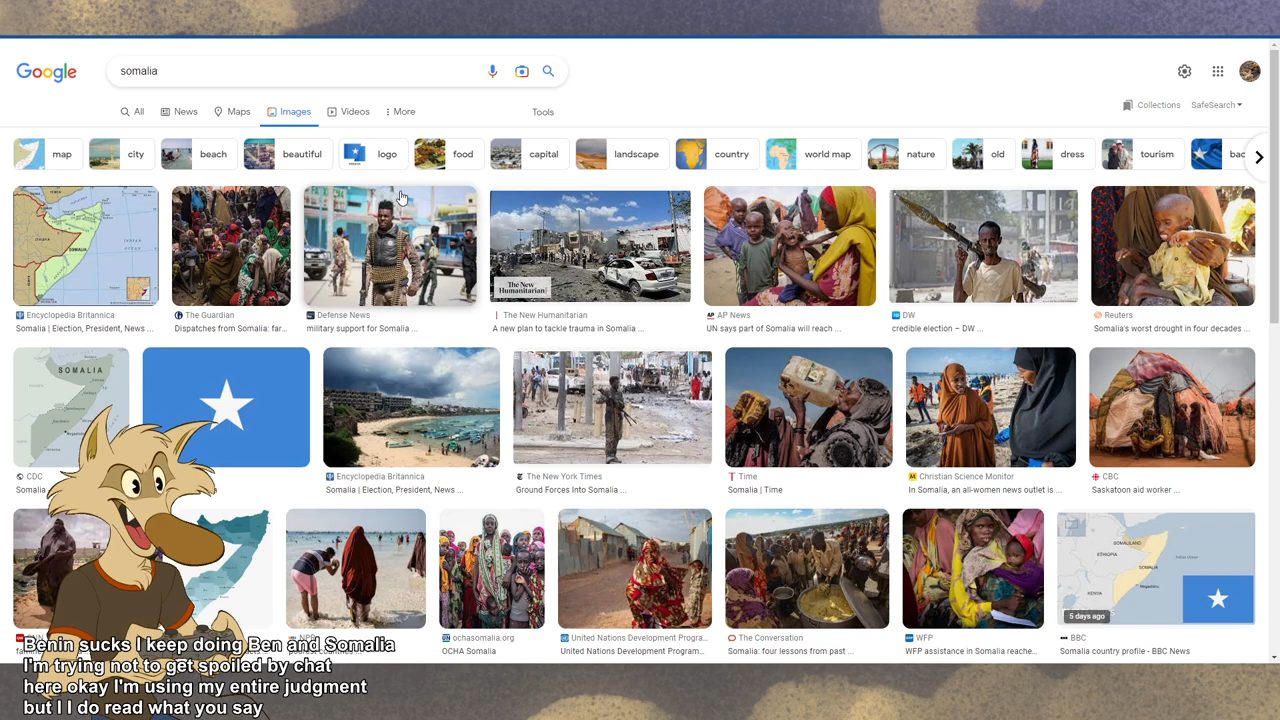 Google
somalia
Collections
SafeSearch
All
News
Maps
Images
Videos
More
Tools
map
city
beach
beautiful
logo
food
capital
landscape
country
world map
nature
old
dress
tourism
bac
The New Humanitarian
Encyclopedia Britannica
Somalia | Election, President, News ...
The Guardian
Dispatches from Somalia: far...
Defense News
military support for Somalia ...
The New Humanitarian
A new plan to tackle trauma in Somalia ...
AP News
UN says part of Somalia will reach ...
DW
credible election – DW ...
Reuters
Somalia's worst drought in four decades ...
SOMALIA
CDC
Somalia
Encyclopedia Britannica
Somalia | Election, President, News ...
The New York Times
Ground Forces Into Somalia ...
Time
Somalia | Time
Christian Science Monitor
In Somalia, an all-women news outlet is ...
CBC
Saskatoon aid worker ...
SOMALILAND
ETHIOPIA
SOMALIA
KENYA
5 days ago
ochasomalia.org
OCHA Somalia
United Nations Development Progra...
United Nations Development Program...
The Conversation
Somalia: four lessons from past ...
WFP
WFP assistance in Somalia reache...
BBC
Somalia country profile - BBC News
Benin sucks I keep doing Ben and Somalia
I'm trying not to get spoiled by chat
here okay I'm using my entire judgment
but I I do read what you say